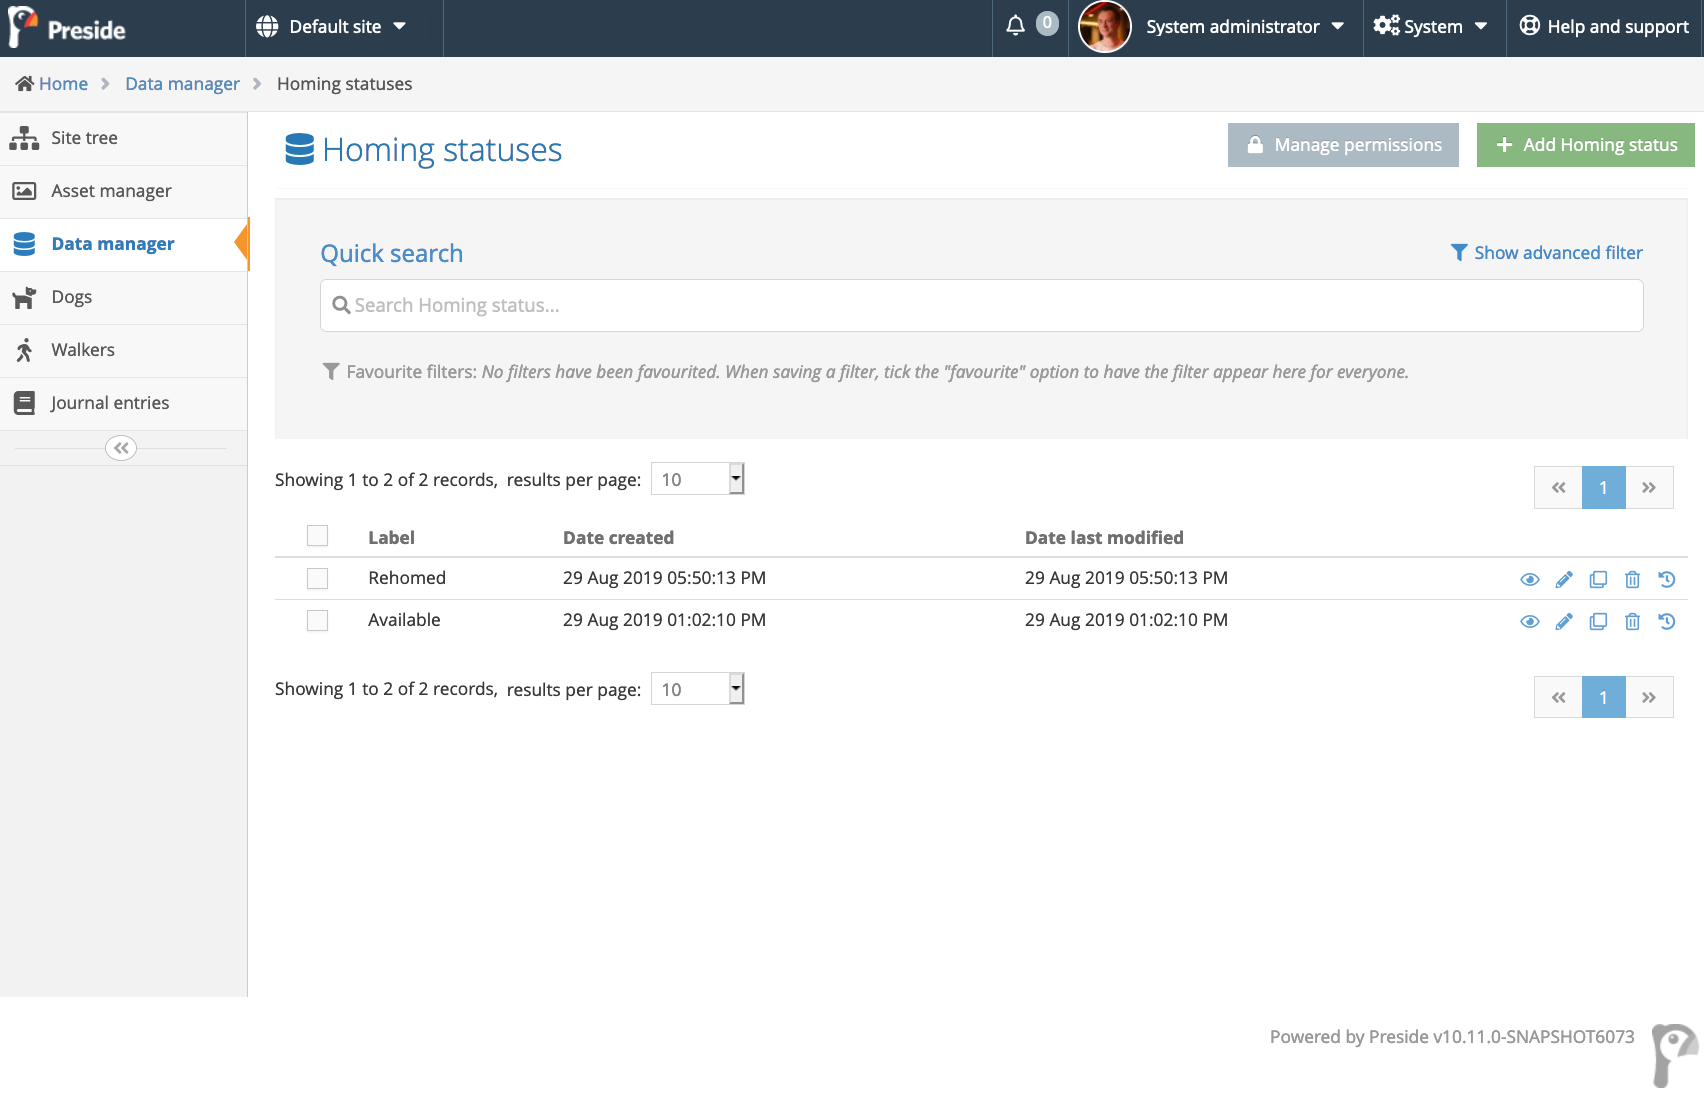 Preside
Default site
0
System administrator
System
Help and support
Home
Data manager
Homing statuses
Site tree
Asset manager
Data manager
Dogs
Walkers
Journal entries
Homing statuses
Manage permissions
Add Homing status
Quick search
Show advanced filter
Search Homing status...
Favourite filters: No filters have been favourited. When saving a filter, tick the "favourite" option to have the filter appear here for everyone.
Showing 1 to 2 of 2 records, results per page: 10
« 1 »
Label Date created Date last modified
Rehomed 29 Aug 2019 05:50:13 PM 29 Aug 2019 05:50:13 PM
Available 29 Aug 2019 01:02:10 PM 29 Aug 2019 01:02:10 PM
Showing 1 to 2 of 2 records, results per page: 10
« 1 »
Powered by Preside v10.11.0-SNAPSHOT6073